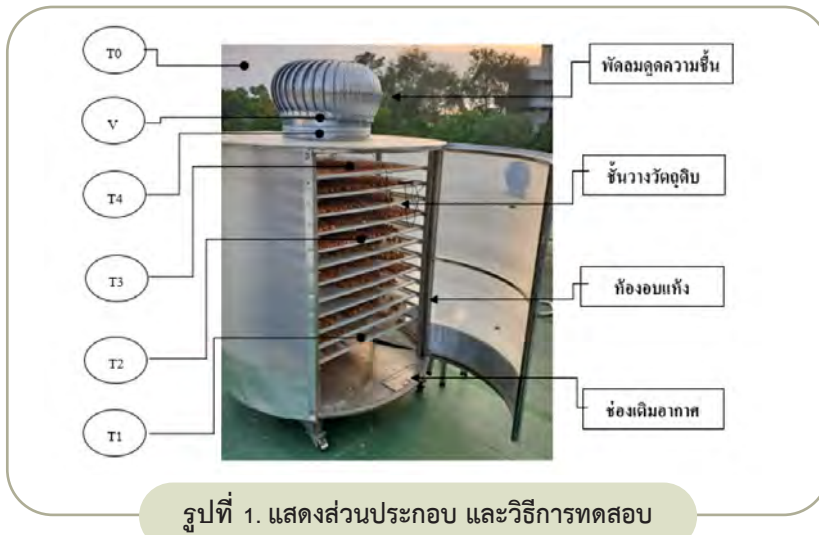 T0
V
T4
T3
T2
T1
พัดลมดูดความชื้น
ชั้นวางวัตถุดิบ
ห้องอบแห้ง
ช่องเติมอากาศ
รูปที่ 1. แสดงส่วนประกอบ และวิธีการทดสอบ